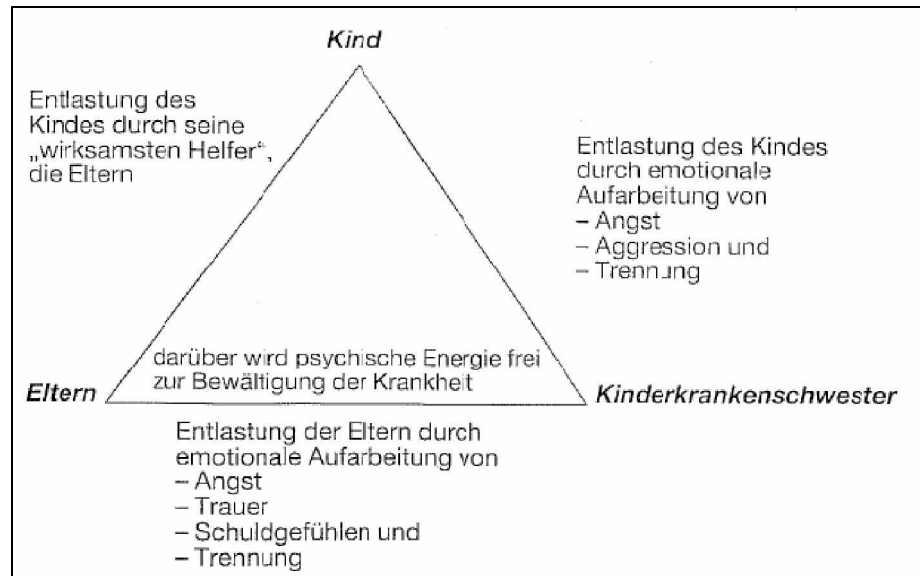 Kind
Entlastung des
Kindes durch seine
„wirksamsten Helfer“,
die Eltern
Entlastung des Kindes
durch emotionale
Aufarbeitung von
– Angst
– Aggression und
– Trennung
darüber wird psychische Energie frei
zur Bewältigung der Krankheit
Eltern
Kinderkrankenschwester
Entlastung der Eltern durch
emotionale Aufarbeitung von
– Angst
– Trauer
– Schuldgefühlen und
– Trennung